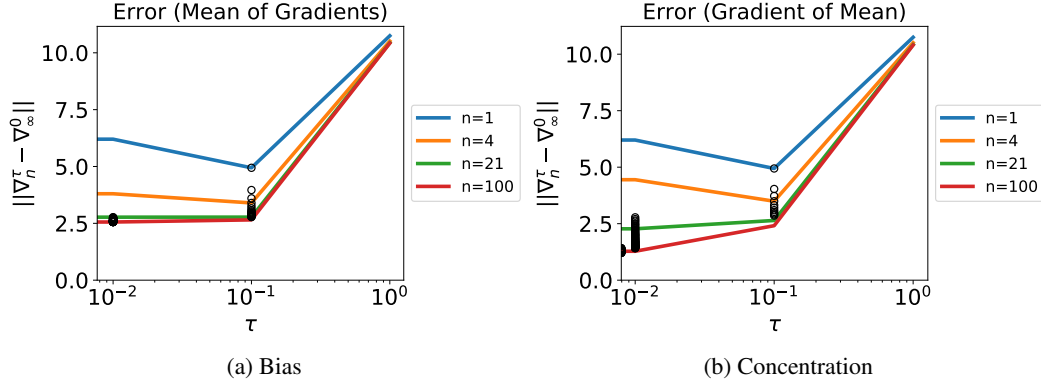 Error (Mean of Gradients)
||∇_n^τ − ∇_∞^0||
10.0
7.5
5.0
2.5
0.0
10⁻²
10⁻¹
10⁰
τ
n=1
n=4
n=21
n=100
(a) Bias
Error (Gradient of Mean)
||∇_n^τ − ∇_∞^0||
10.0
7.5
5.0
2.5
0.0
10⁻²
10⁻¹
10⁰
τ
n=1
n=4
n=21
n=100
(b) Concentration